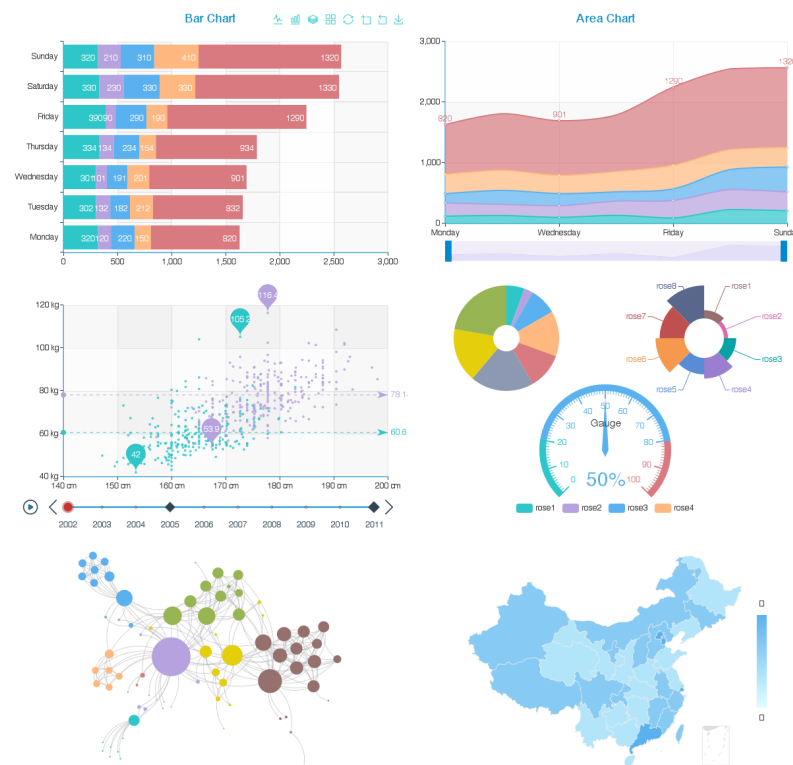 Bar Chart
Sunday 320 210 310 410 1320
Saturday 330 230 330 330 1330
Friday 390 90 290 190 1290
Thursday 334 134 234 154 934
Wednesday 301 101 191 201 901
Tuesday 302 132 182 212 832
Monday 320 120 220 150 820
0 500 1,000 1,500 2,000 2,500 3,000
Area Chart
3,000
2,000
1,000
0
820 901 1290 132
Monday Wednesday Friday Sund
120 kg
100 kg
80 kg
60 kg
40 kg
140 cm 150 cm 160 cm 170 cm 180 cm 190 cm 200 cm
116.4
105.2
53.9
42
78.1
60.6
2002 2003 2004 2005 2006 2007 2008 2009 2010 2011
rose8 rose1
rose7 rose2
rose6 rose3
rose5 rose4
0 10 20 30 40 50 60 70 80 90 100
Gauge
50%
rose1 rose2 rose3 rose4